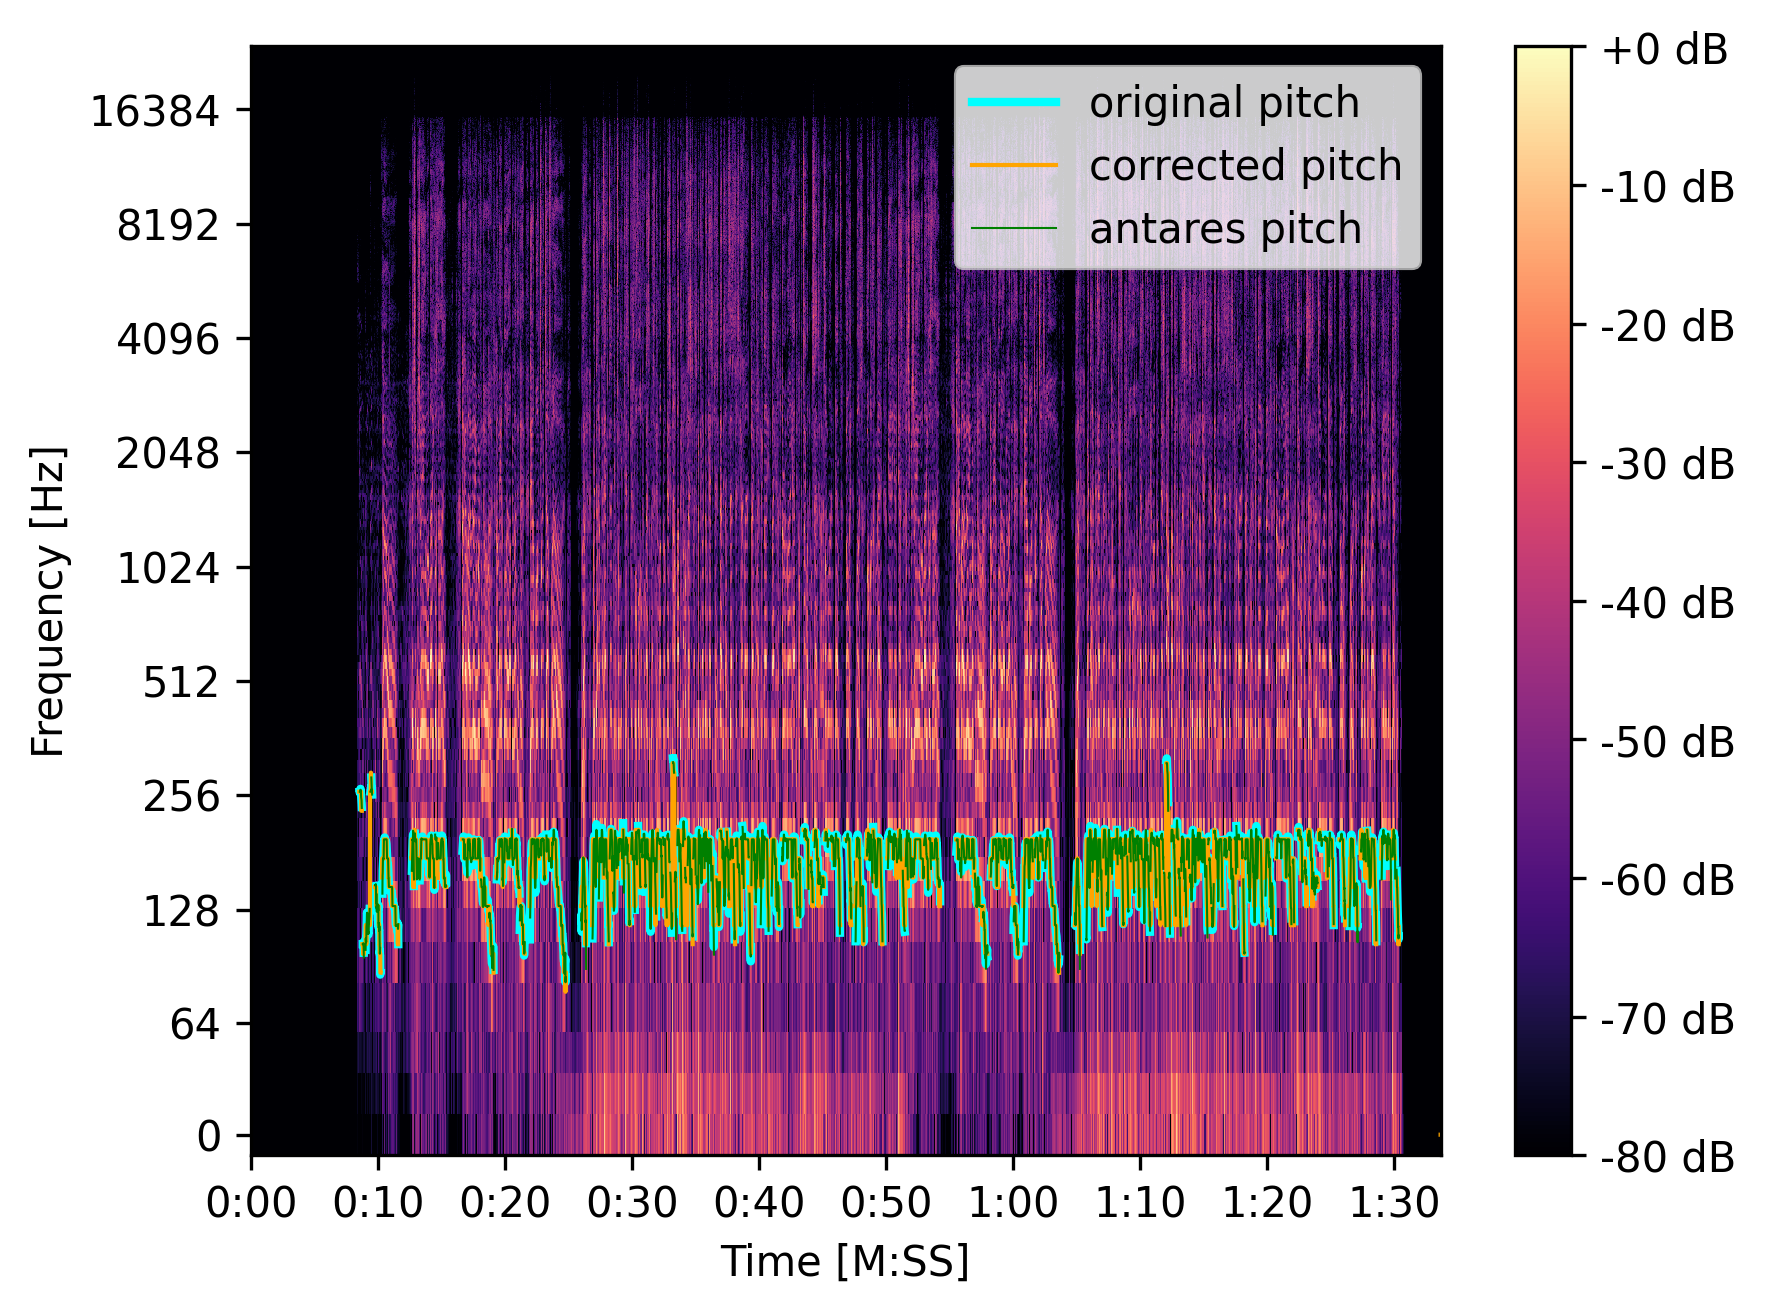 original pitch
corrected pitch
antares pitch
Frequency [Hz]
16384
8192
4096
2048
1024
512
256
128
64
0
0:00 0:10 0:20 0:30 0:40 0:50 1:00 1:10 1:20 1:30
Time [M:SS]
+0 dB
-10 dB
-20 dB
-30 dB
-40 dB
-50 dB
-60 dB
-70 dB
-80 dB